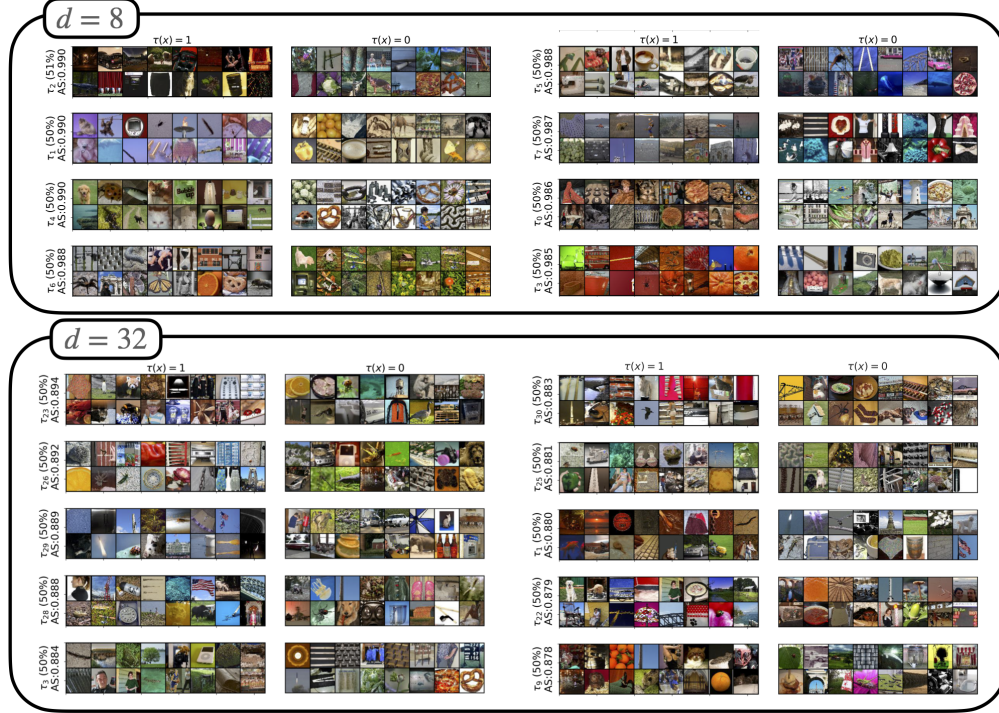 d = 8
τ(x) = 1
τ(x) = 0
τ(x) = 1
τ(x) = 0
τ₂ (51%)
AS:0.990
τ₅ (50%)
AS:0.988
τ₁ (50%)
AS:0.990
τ₇ (50%)
AS:0.987
τ₄ (50%)
AS:0.990
τ₀ (50%)
AS:0.986
τ₆ (50%)
AS:0.988
τ₃ (50%)
AS:0.985
d = 32
τ(x) = 1
τ(x) = 0
τ(x) = 1
τ(x) = 0
τ₂₃ (50%)
AS:0.894
τ₃₀ (50%)
AS:0.883
τ₂₆ (50%)
AS:0.892
τ₂₅ (50%)
AS:0.881
τ₂₉ (50%)
AS:0.889
τ₁ (50%)
AS:0.880
τ₂₈ (50%)
AS:0.888
τ₂₂ (50%)
AS:0.879
τ₃ (50%)
AS:0.884
τ₉ (50%)
AS:0.878